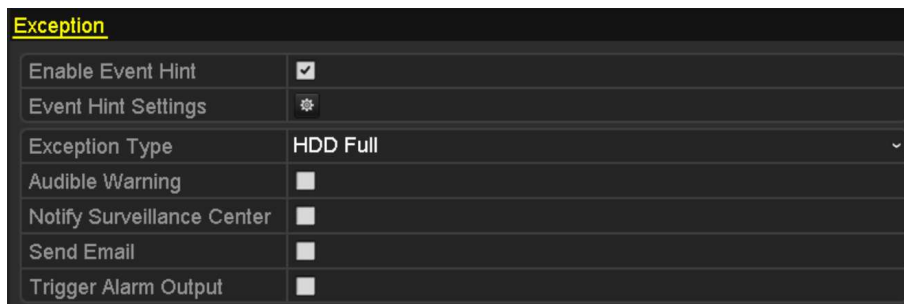 Exception
Enable Event Hint
Event Hint Settings
Exception Type HDD Full
Audible Warning
Notify Surveillance Center
Send Email
Trigger Alarm Output